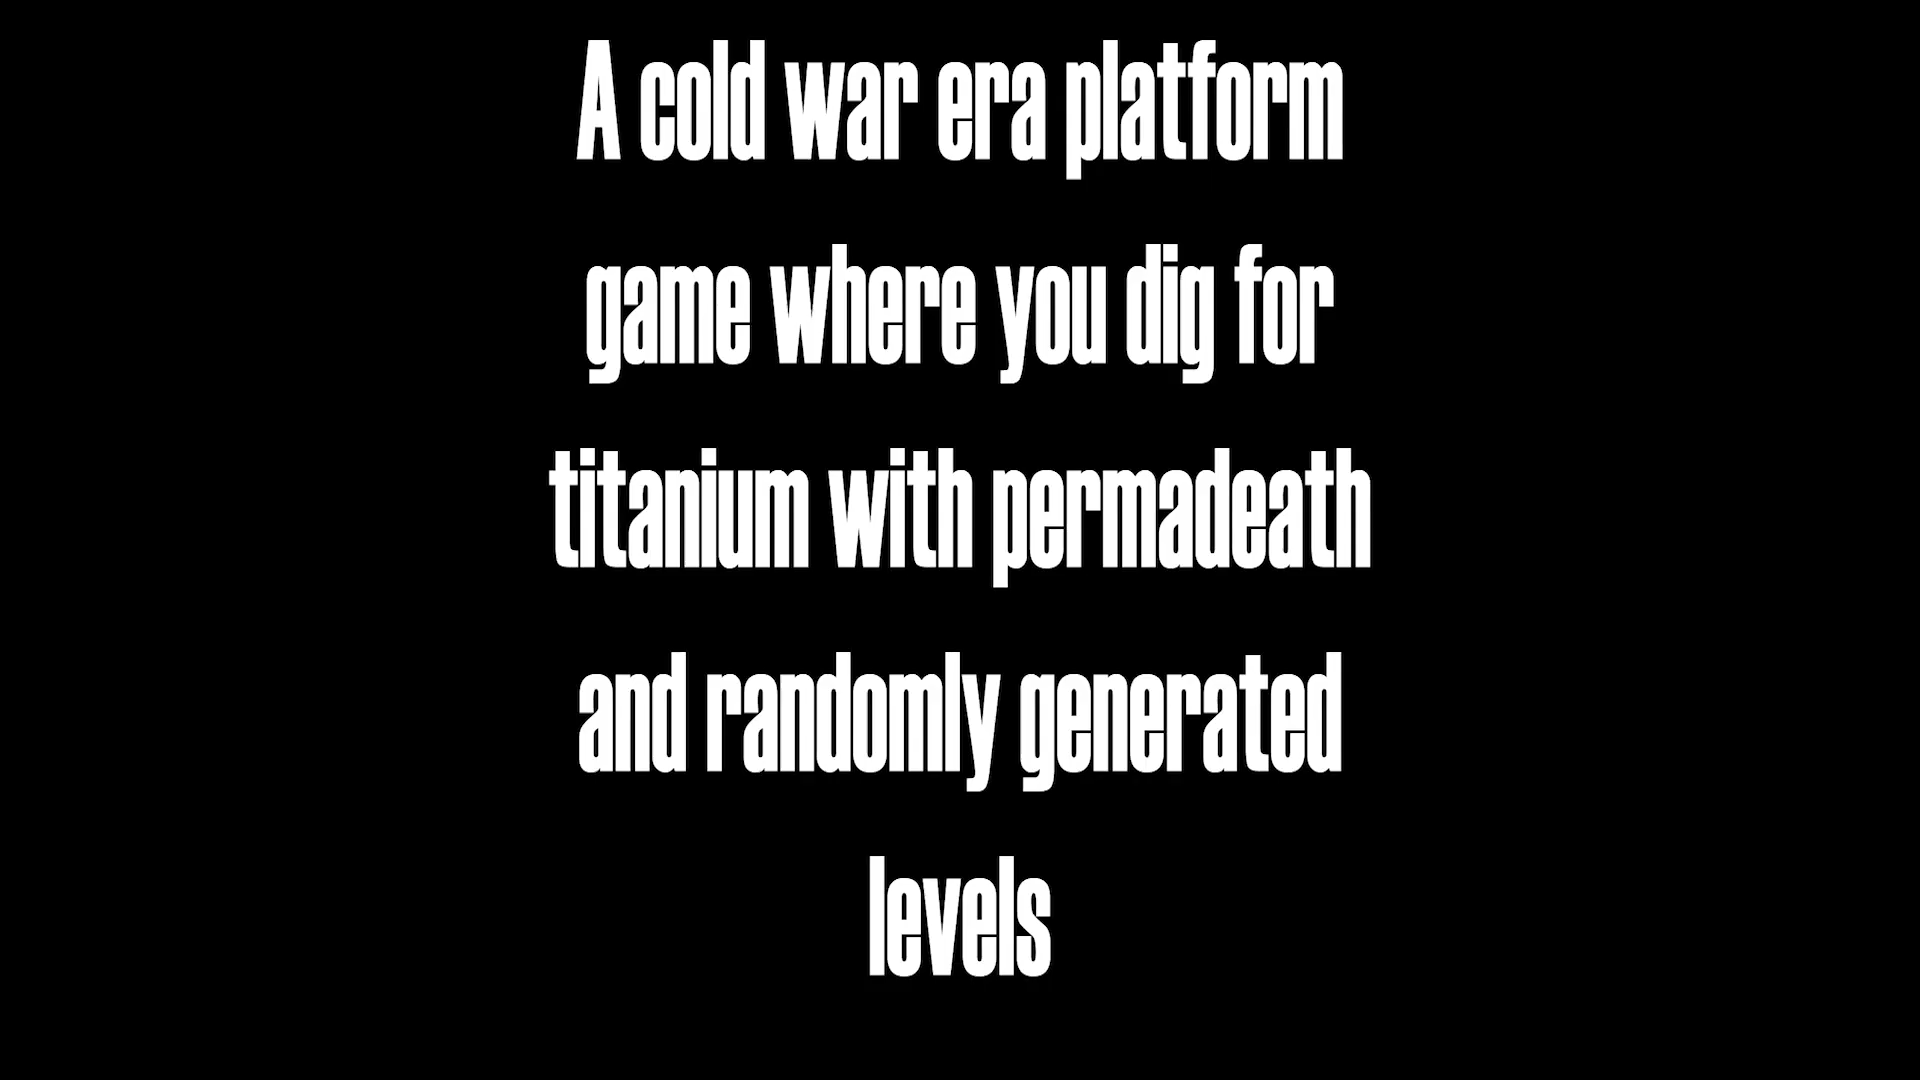 A cold war era platform
game where you dig for
titanium with permadeath
and randomly generated
levels